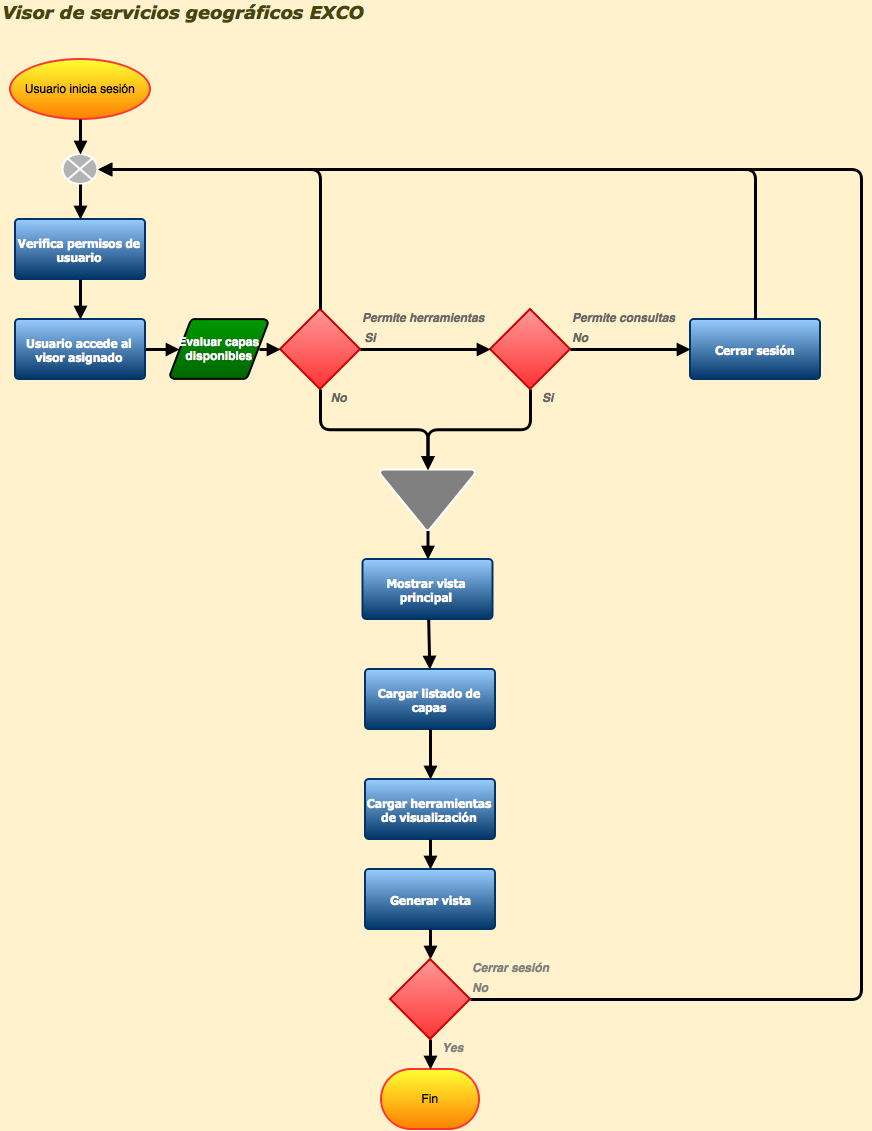 Visor de servicios geográficos EXCO
Usuario inicia sesión
Verifica permisos de
usuario
Usuario accede al
visor asignado
Evaluar capas
disponibles
Permite herramientas
Si
No
Permite consultas
No
Si
Cerrar sesión
Mostrar vista
principal
Cargar listado de
capas
Cargar herramientas
de visualización
Generar vista
Cerrar sesión
No
Yes
Fin